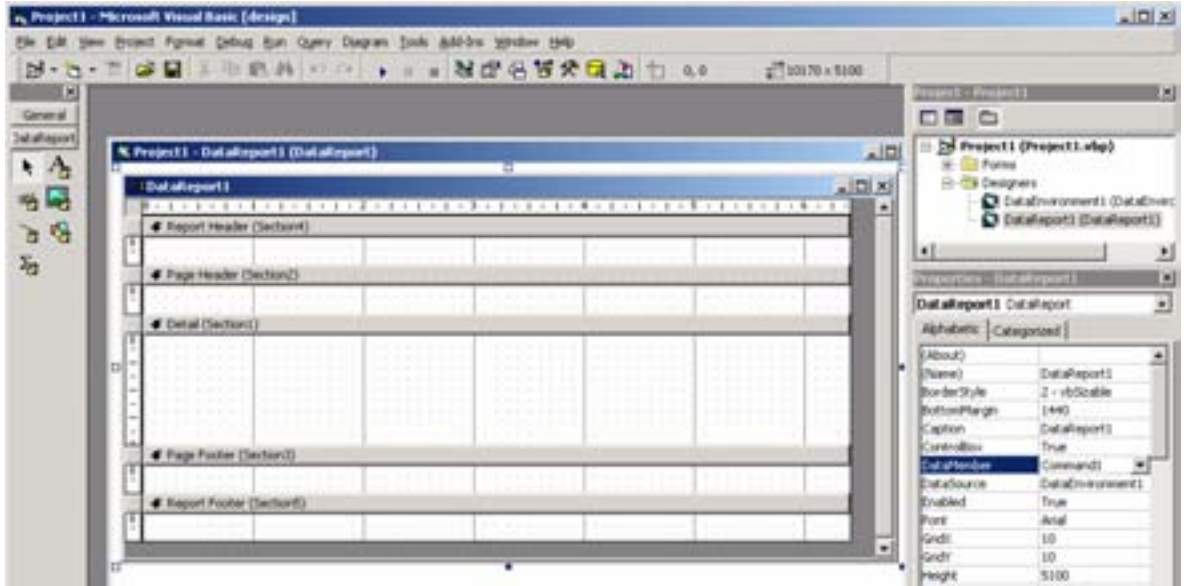 Project1 - Microsoft Visual Basic [design]
File Edit View Project Format Debug Run Query Diagram Tools Add-Ins Window Help
0, 0
10170 x 5100
General
DataReport
Project1 - DataReport1 (DataReport)
DataReport1
Report Header (Section4)
Page Header (Section2)
Detail (Section1)
Page Footer (Section3)
Report Footer (Section5)
Project - Project1
Project1 (Project1.vbp)
Forms
Designers
DataEnvironment1 (DataEnviro
DataReport1 (DataReport1)
Properties - DataReport1
DataReport1 DataReport
Alphabetic Categorized
(About)
(Name) DataReport1
BorderStyle 2 - vbSizable
BottomMargin 1440
Caption DataReport1
ControlBox True
DataMember Command1
DataSource DataEnvironment1
Enabled True
Font Arial
GridX 10
GridY 10
Height 5100